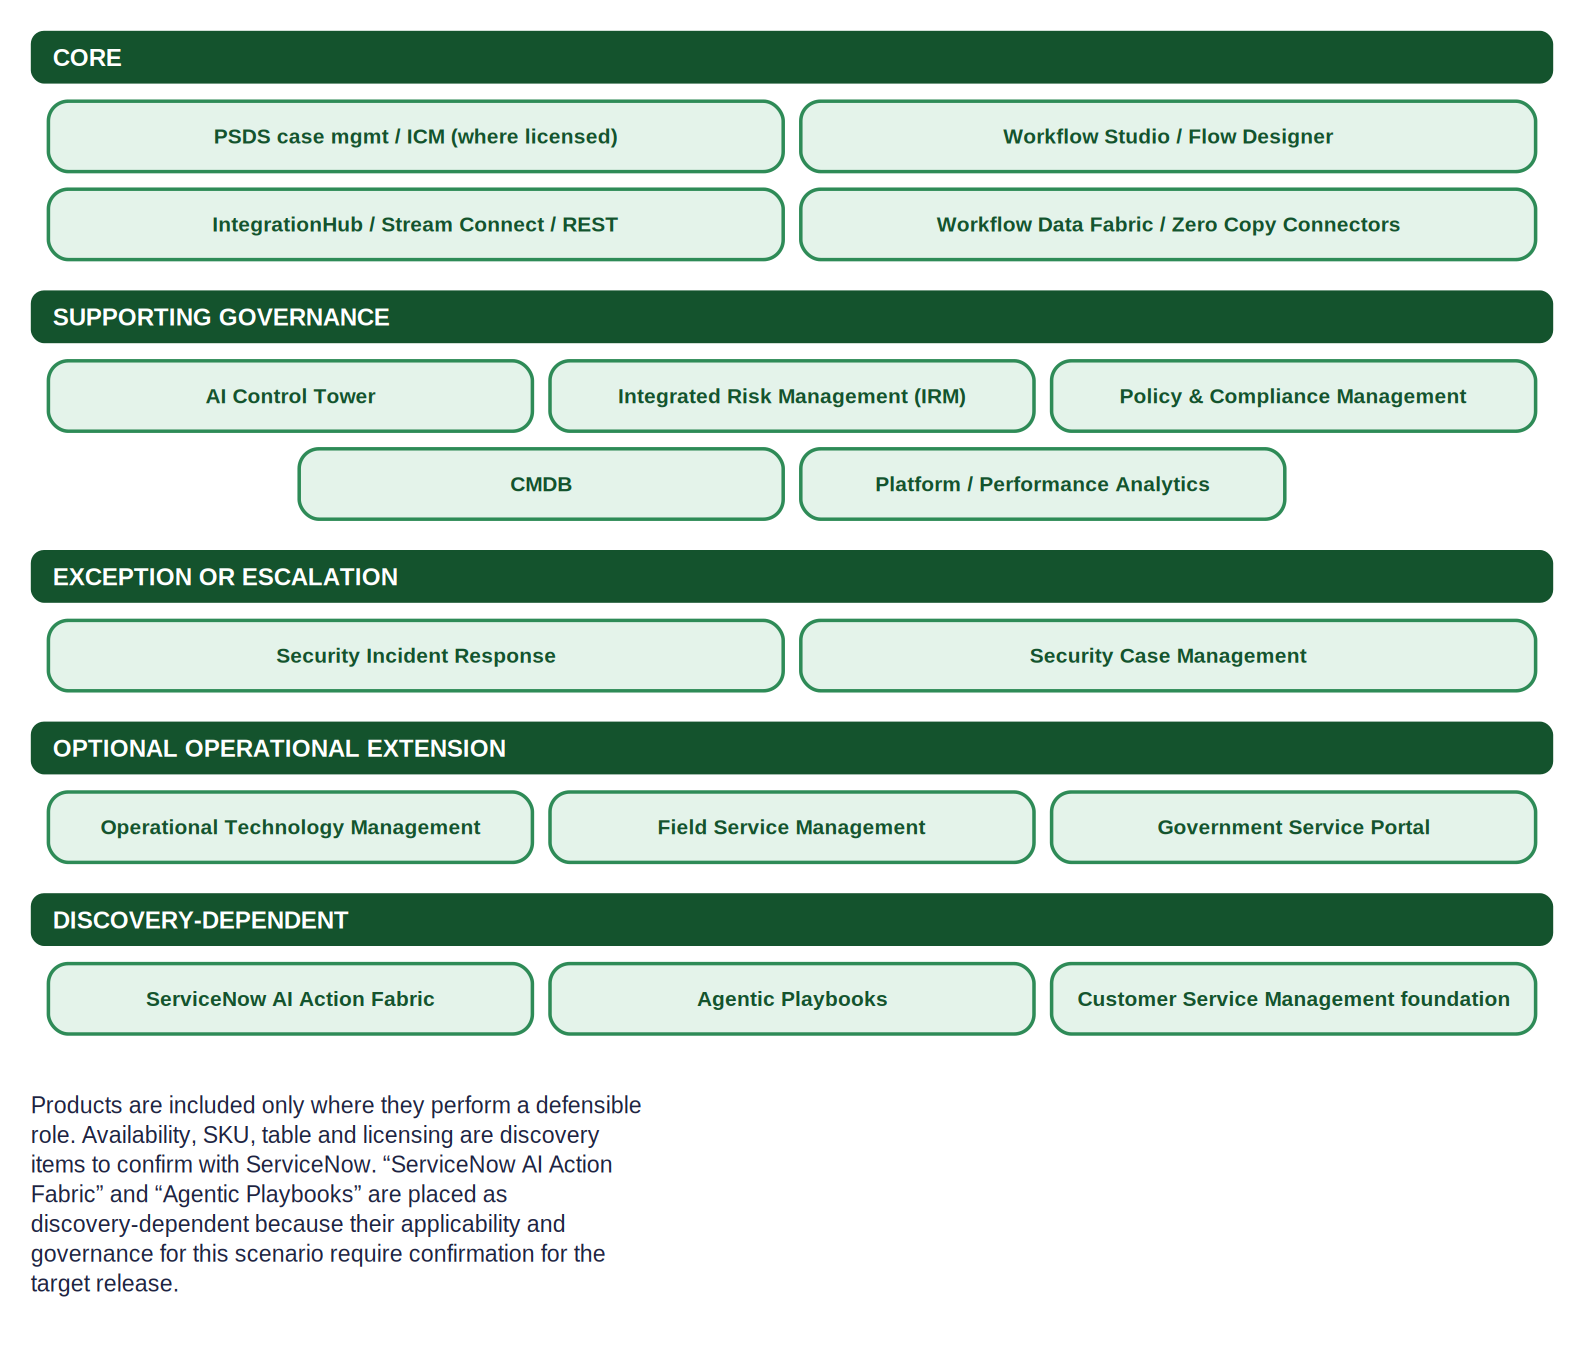 CORE
PSDS case mgmt / ICM (where licensed)
Workflow Studio / Flow Designer
IntegrationHub / Stream Connect / REST
Workflow Data Fabric / Zero Copy Connectors
SUPPORTING GOVERNANCE
AI Control Tower
Integrated Risk Management (IRM)
Policy & Compliance Management
CMDB
Platform / Performance Analytics
EXCEPTION OR ESCALATION
Security Incident Response
Security Case Management
OPTIONAL OPERATIONAL EXTENSION
Operational Technology Management
Field Service Management
Government Service Portal
DISCOVERY-DEPENDENT
ServiceNow AI Action Fabric
Agentic Playbooks
Customer Service Management foundation
Products are included only where they perform a defensible
role. Availability, SKU, table and licensing are discovery
items to confirm with ServiceNow. “ServiceNow AI Action
Fabric” and “Agentic Playbooks” are placed as
discovery-dependent because their applicability and
governance for this scenario require confirmation for the
target release.